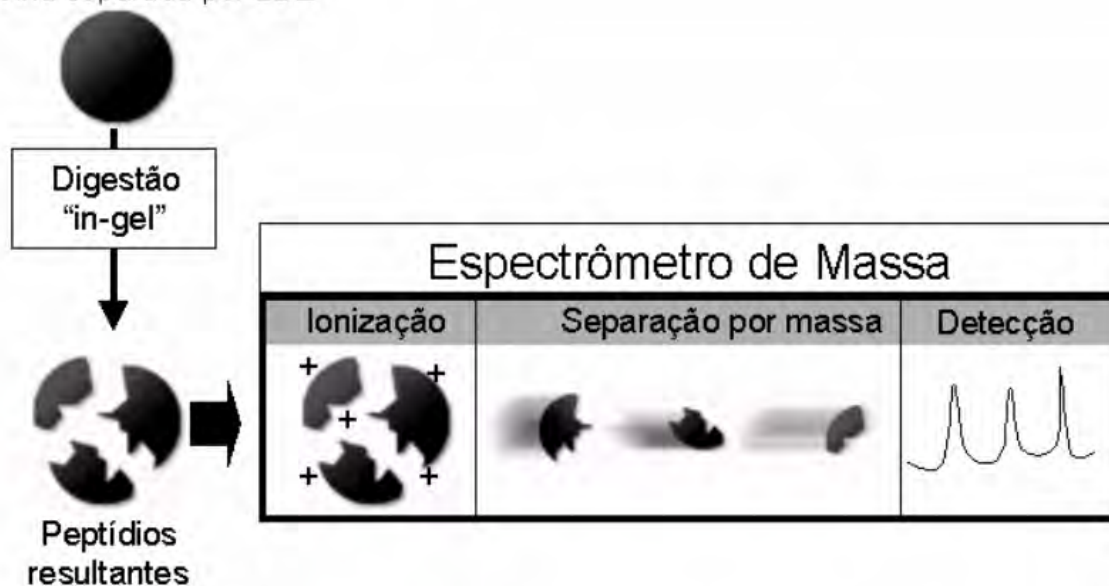 Digestão
“in-gel”
Espectrômetro de Massa
Ionização
Separação por massa
Detecção
+ +
+
+ +
Peptídios
resultantes